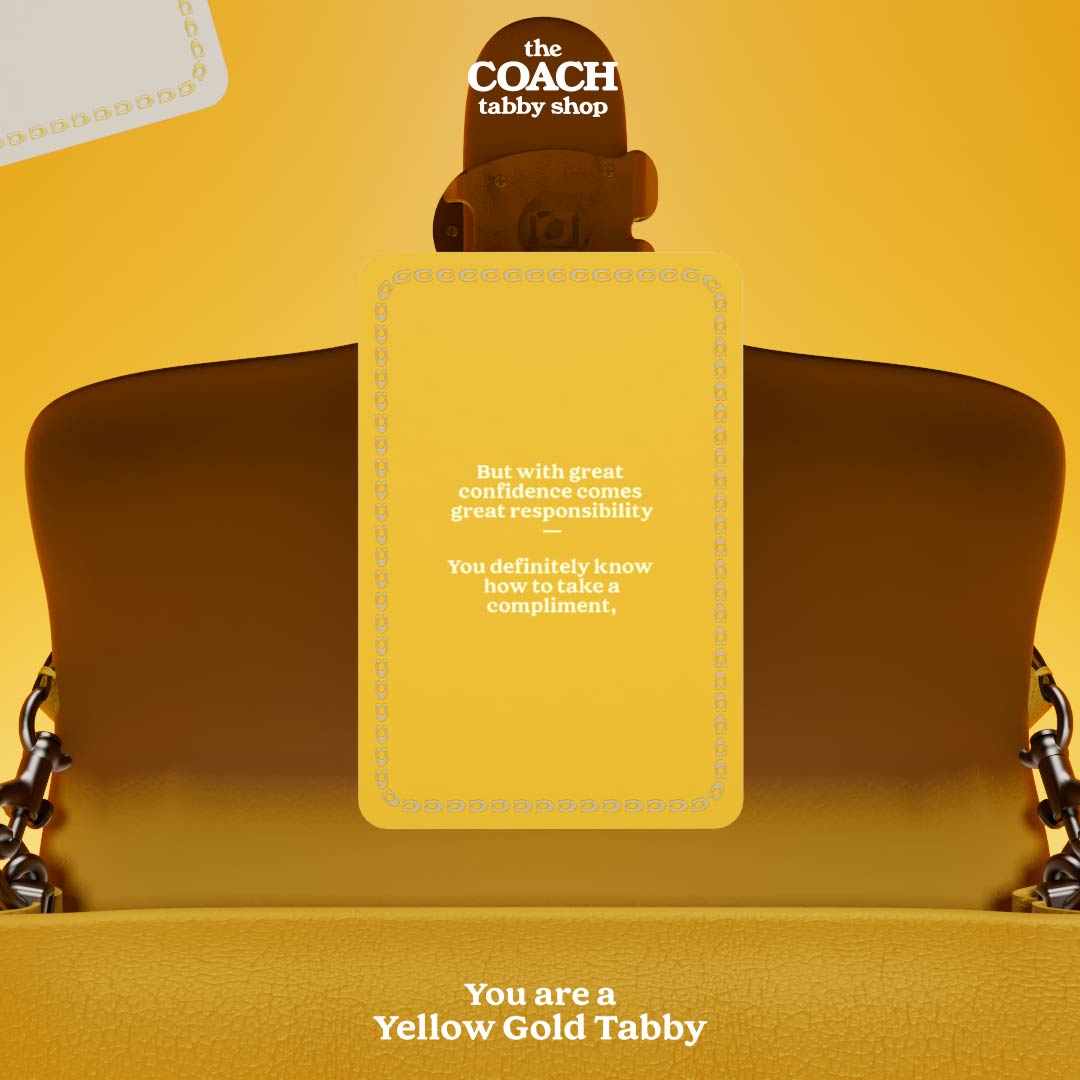 the
COACH
tabby shop
But with great
confidence comes
great responsibility
—
You definitely know
how to take a
compliment,
You are a
Yellow Gold Tabby